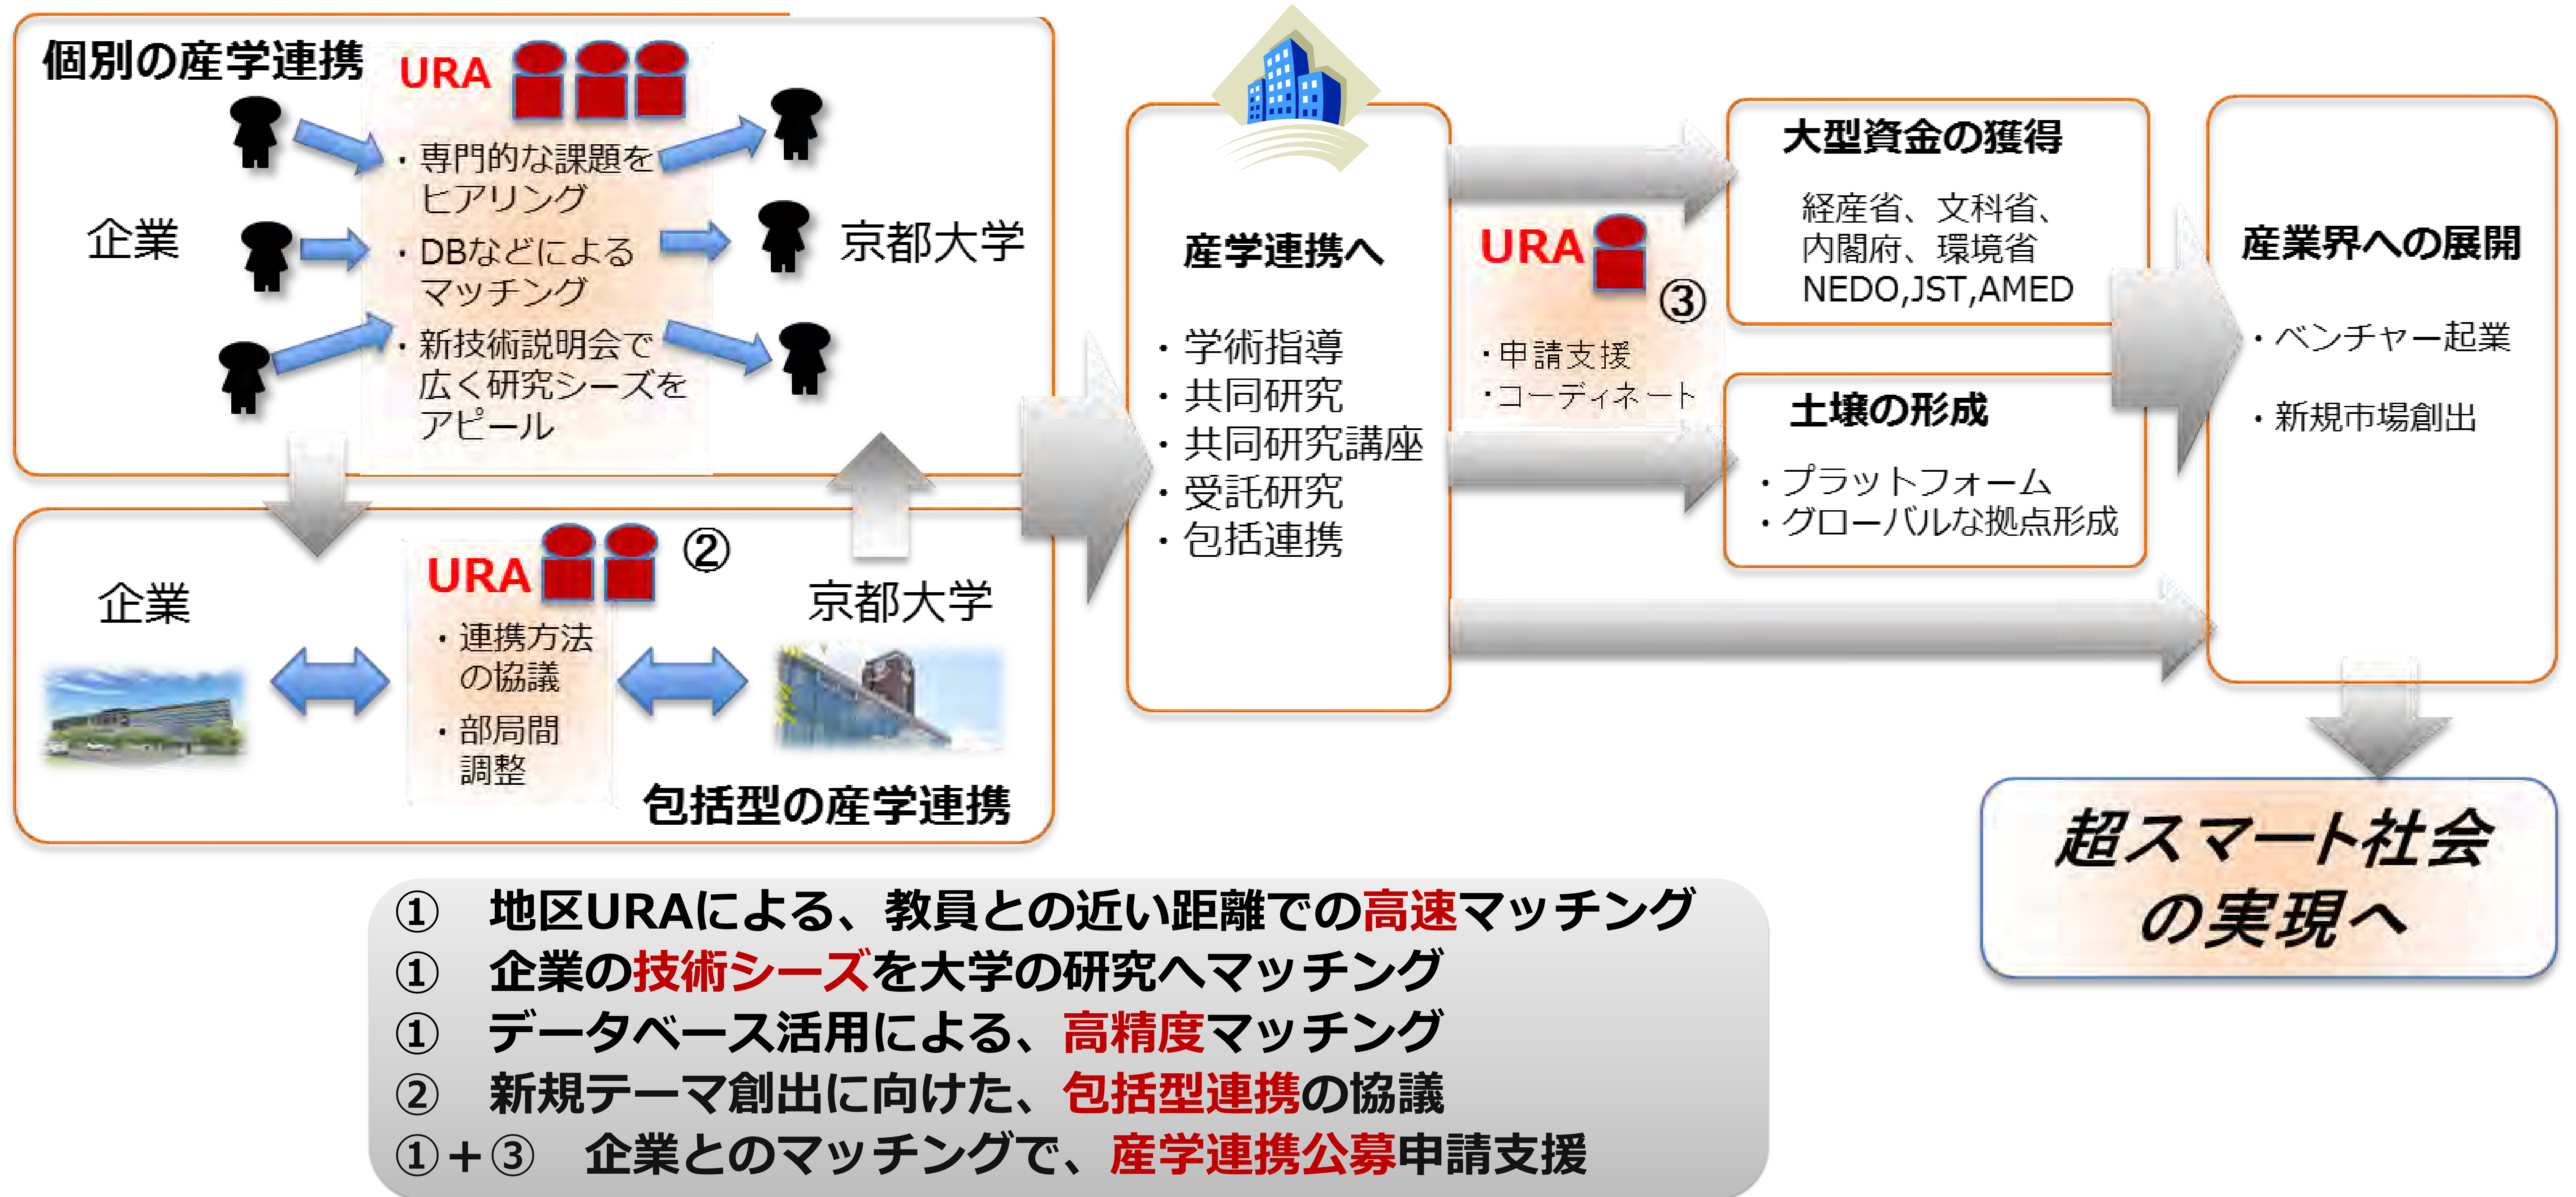 個別の産学連携
URA
・専門的な課題を
ヒアリング
・DBなどによる
マッチング
・新技術説明会で
広く研究シーズを
アピール
企業
京都大学
企業
URA
②
・連携方法
の協議
・部局間
調整
京都大学
包括型の産学連携
産学連携へ
・学術指導
・共同研究
・共同研究講座
・受託研究
・包括連携
URA
③
・申請支援
・コーディネート
大型資金の獲得
経産省、文科省、
内閣府、環境省
NEDO,JST,AMED
土壌の形成
・プラットフォーム
・グローバルな拠点形成
産業界への展開
・ベンチャー起業
・新規市場創出
超スマート社会
の実現へ
① 地区URAによる、教員との近い距離での高速マッチング
① 企業の技術シーズを大学の研究へマッチング
① データベース活用による、高精度マッチング
② 新規テーマ創出に向けた、包括型連携の協議
①+③ 企業とのマッチングで、産学連携公募申請支援